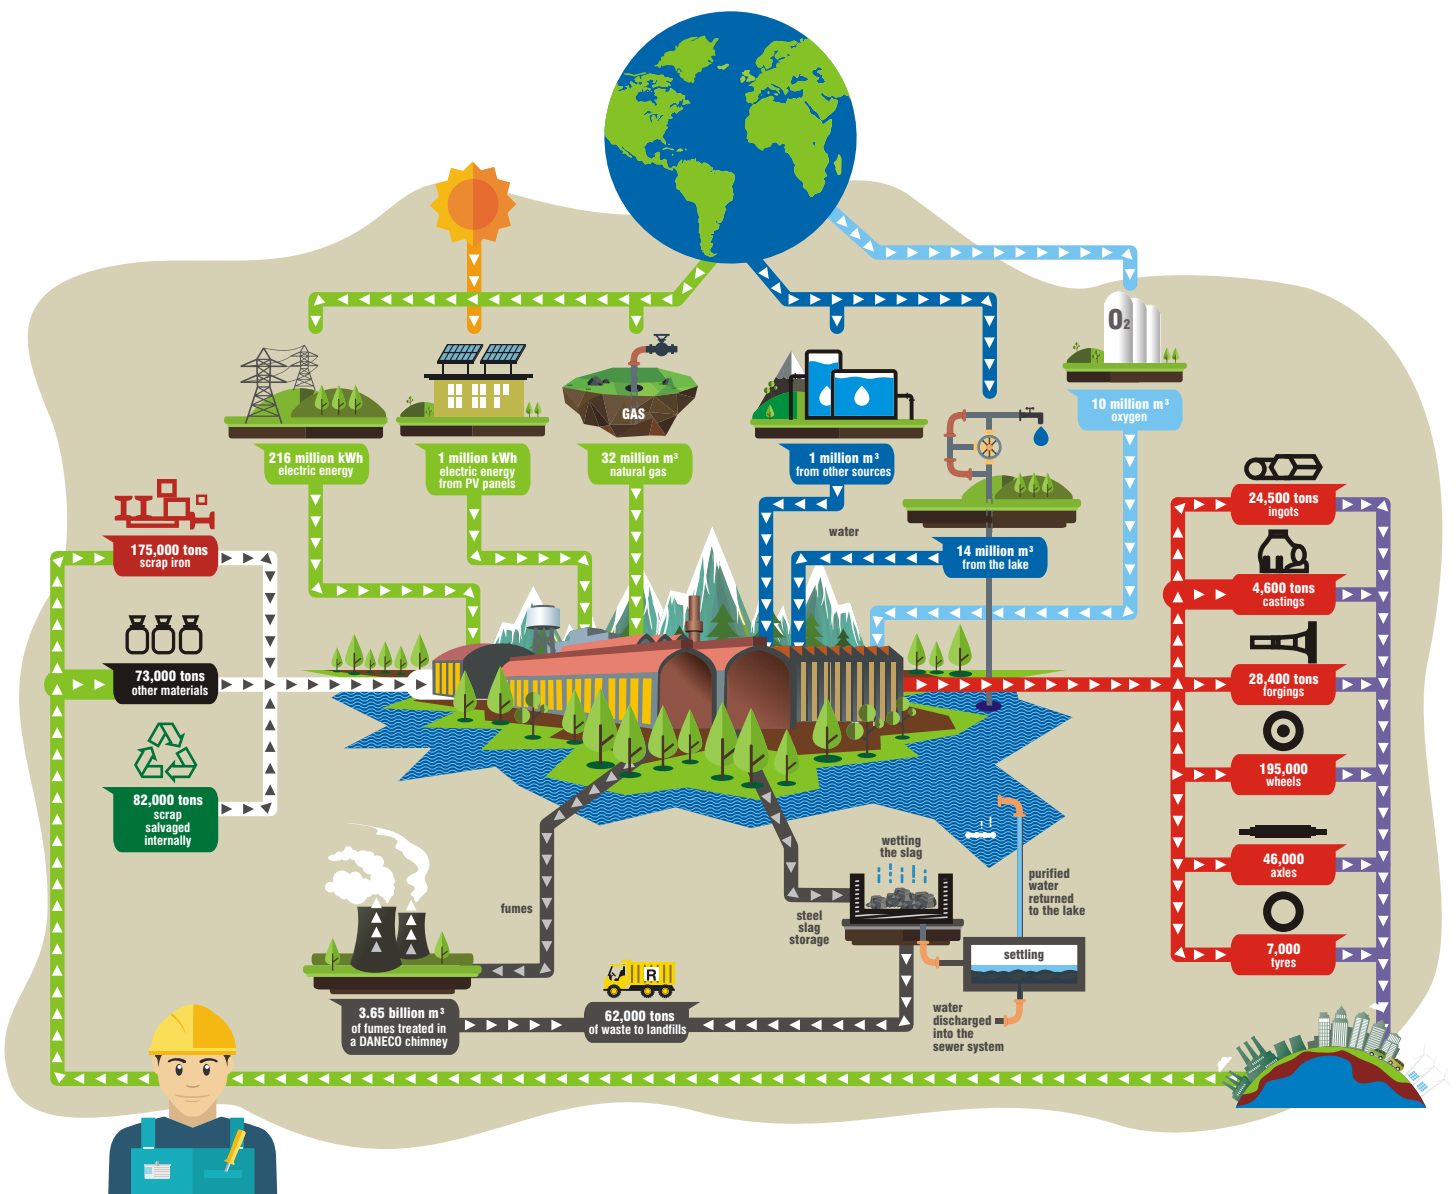 O₂
GAS
10 million m³
oxygen
216 million kWh
electric energy
1 million kWh
electric energy
from PV panels
32 million m³
natural gas
1 million m³
from other sources
water
14 million m³
from the lake
175,000 tons
scrap iron
73,000 tons
other materials
82,000 tons
scrap
salvaged
internally
24,500 tons
ingots
4,600 tons
castings
28,400 tons
forgings
195,000
wheels
46,000
axles
7,000
tyres
wetting
the slag
purified
water
returned
to the lake
fumes
steel
slag
storage
settling
R
3.65 billion m³
of fumes treated in
a DANECO chimney
62,000 tons
of waste to landfills
water
discharged
into the
sewer system